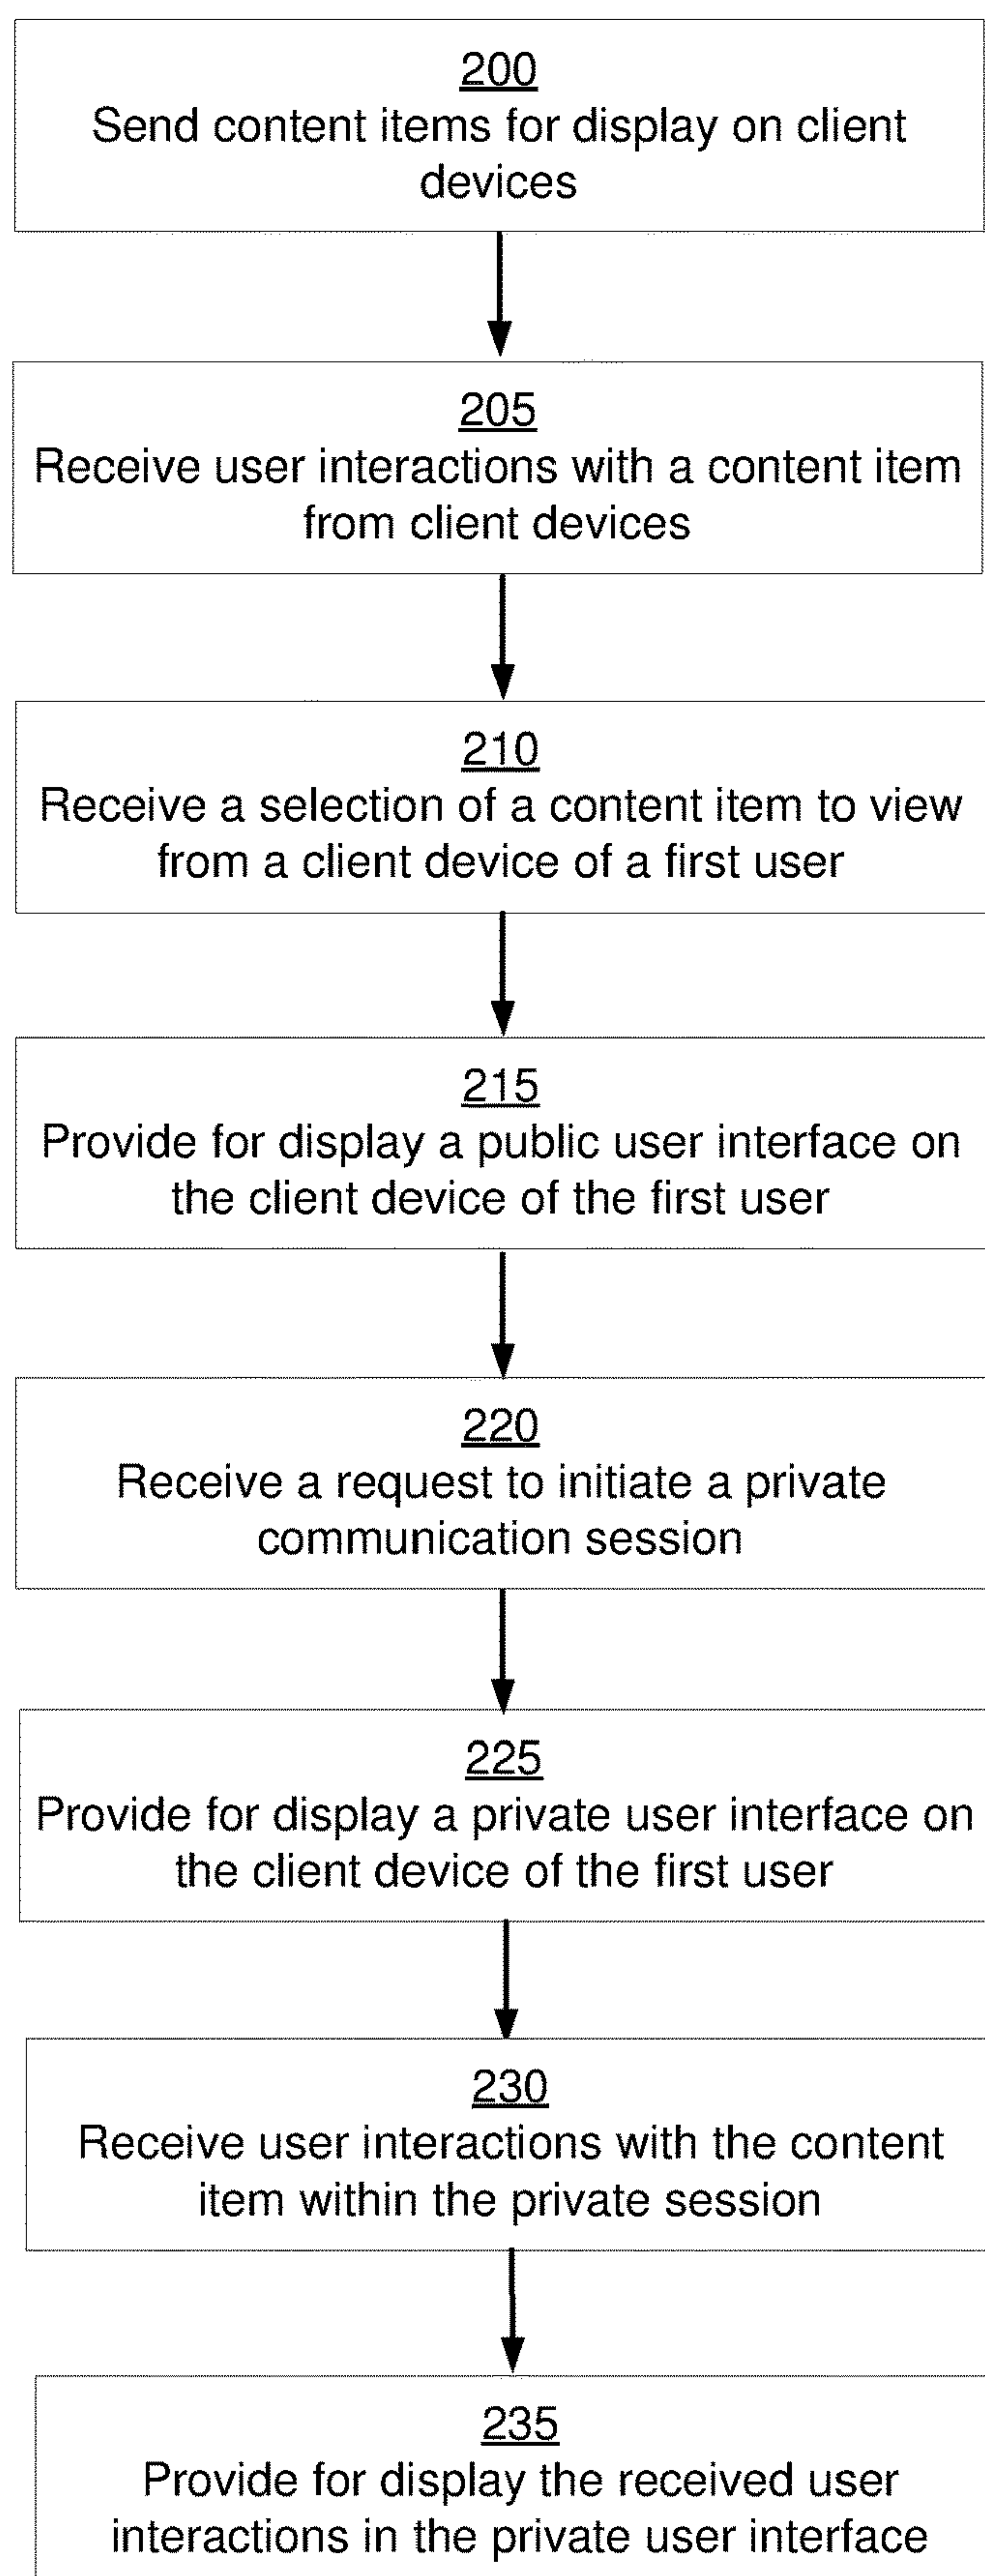 200
Send content items for display on client
devices
205
Receive user interactions with a content item
from client devices
210
Receive a selection of a content item to view
from a client device of a first user
215
Provide for display a public user interface on
the client device of the first user
220
Receive a request to initiate a private
communication session
225
Provide for display a private user interface on
the client device of the first user
230
Receive user interactions with the content
item within the private session
235
Provide for display the received user
interactions in the private user interface